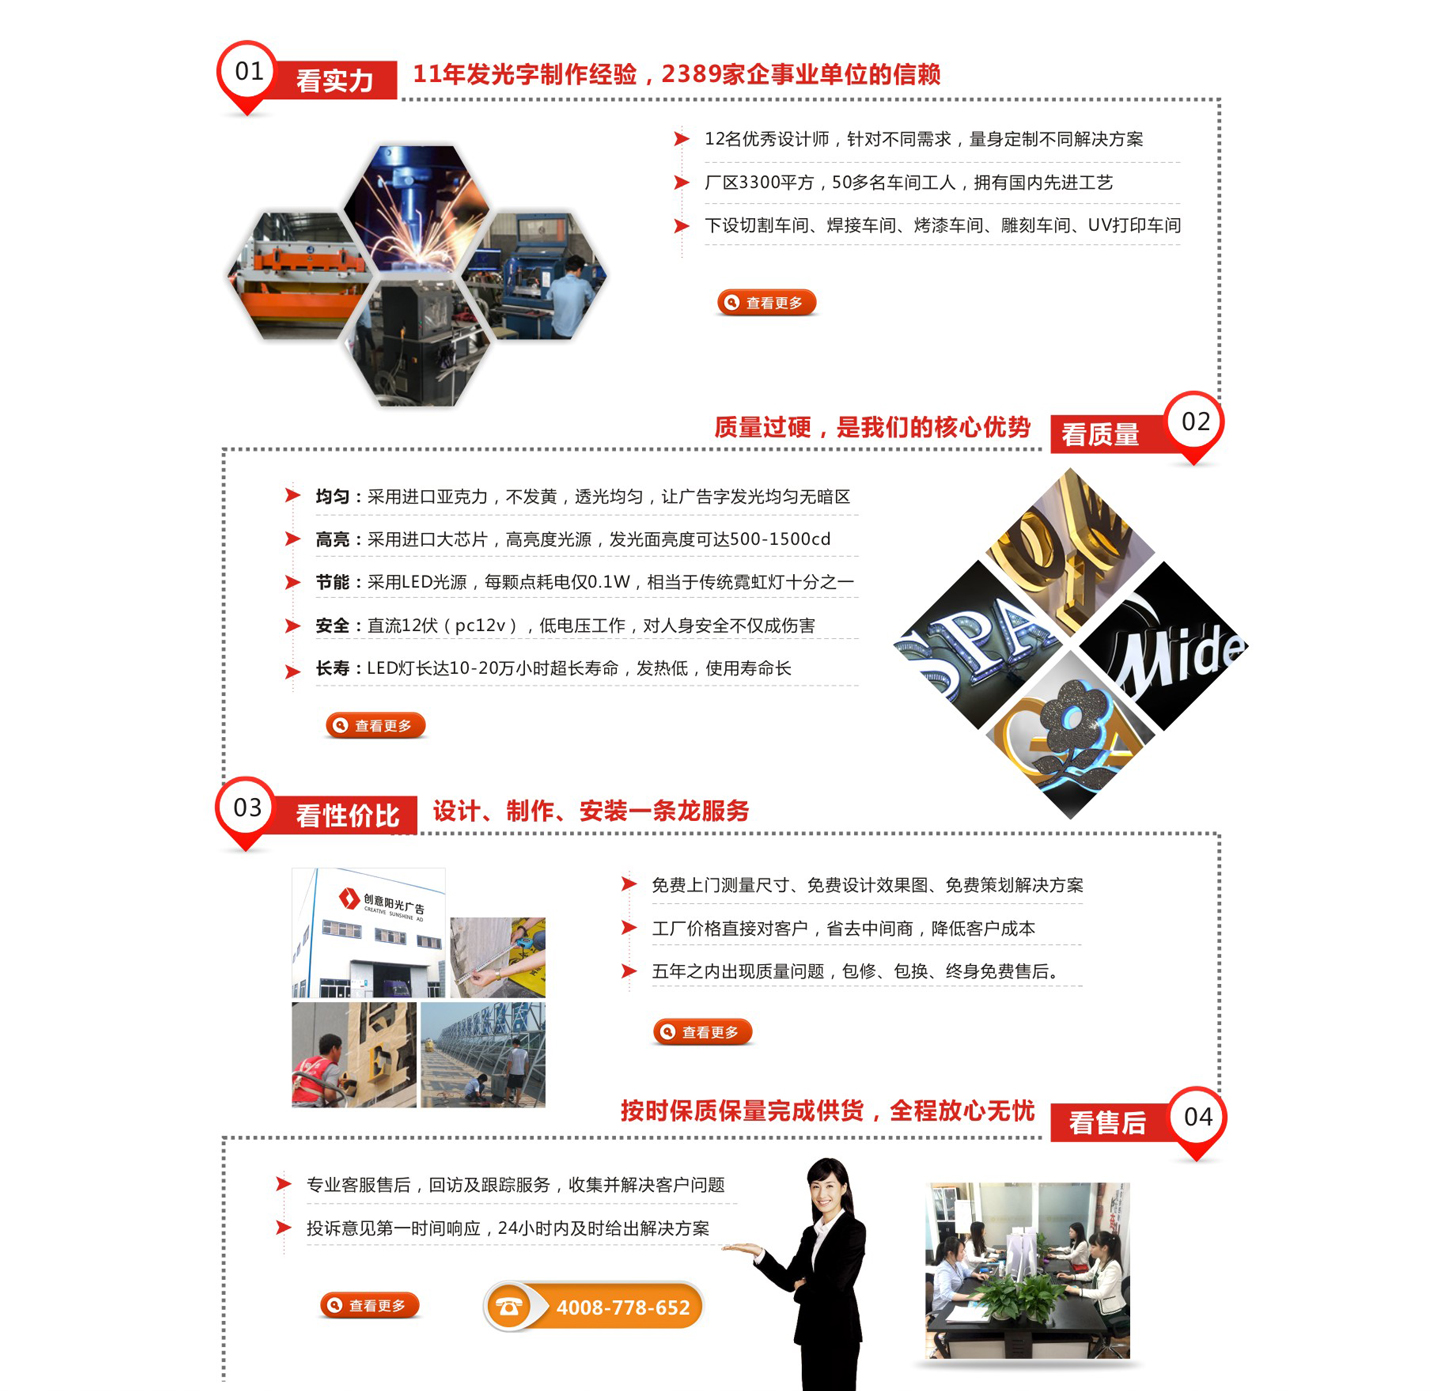 01
看实力
11年发光字制作经验，2389家企事业单位的信赖
12名优秀设计师，针对不同需求，量身定制不同解决方案
厂区3300平方，50多名车间工人，拥有国内先进工艺
下设切割车间、焊接车间、烤漆车间、雕刻车间、UV打印车间
查看更多
质量过硬，是我们的核心优势
看质量
02
均匀：采用进口亚克力，不发黄，透光均匀，让广告字发光均匀无暗区
高亮：采用进口大芯片，高亮度光源，发光面亮度可达500-1500cd
节能：采用LED光源，每颗点耗电仅0.1W，相当于传统霓虹灯十分之一
安全：直流12伏（pc12v），低电压工作，对人身安全不仅成伤害
长寿：LED灯长达10-20万小时超长寿命，发热低，使用寿命长
查看更多
SPA
Mide
03
看性价比
设计、制作、安装一条龙服务
创意阳光广告
CREATIVE SUNSHINE AD
免费上门测量尺寸、免费设计效果图、免费策划解决方案
工厂价格直接对客户，省去中间商，降低客户成本
五年之内出现质量问题，包修、包换、终身免费售后。
查看更多
按时保质保量完成供货，全程放心无忧
看售后
04
专业客服售后，回访及跟踪服务，收集并解决客户问题
投诉意见第一时间响应，24小时内及时给出解决方案
查看更多
4008-778-652